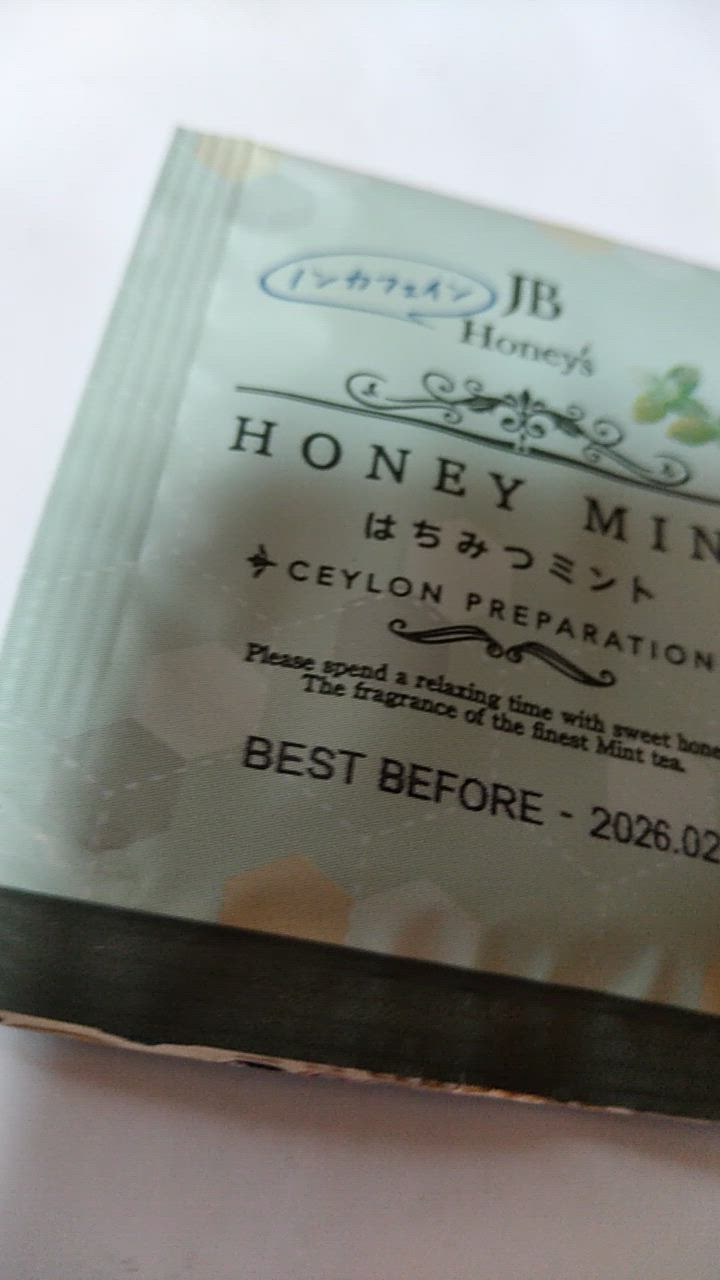 ノンカフェイン
JB
Honey's
HONEY MIN
はちみつミント
CEYLON PREPARATION
Please spend a relaxing time with sweet hone
The fragrance of the finest Mint tea.
BEST BEFORE - 2026.02